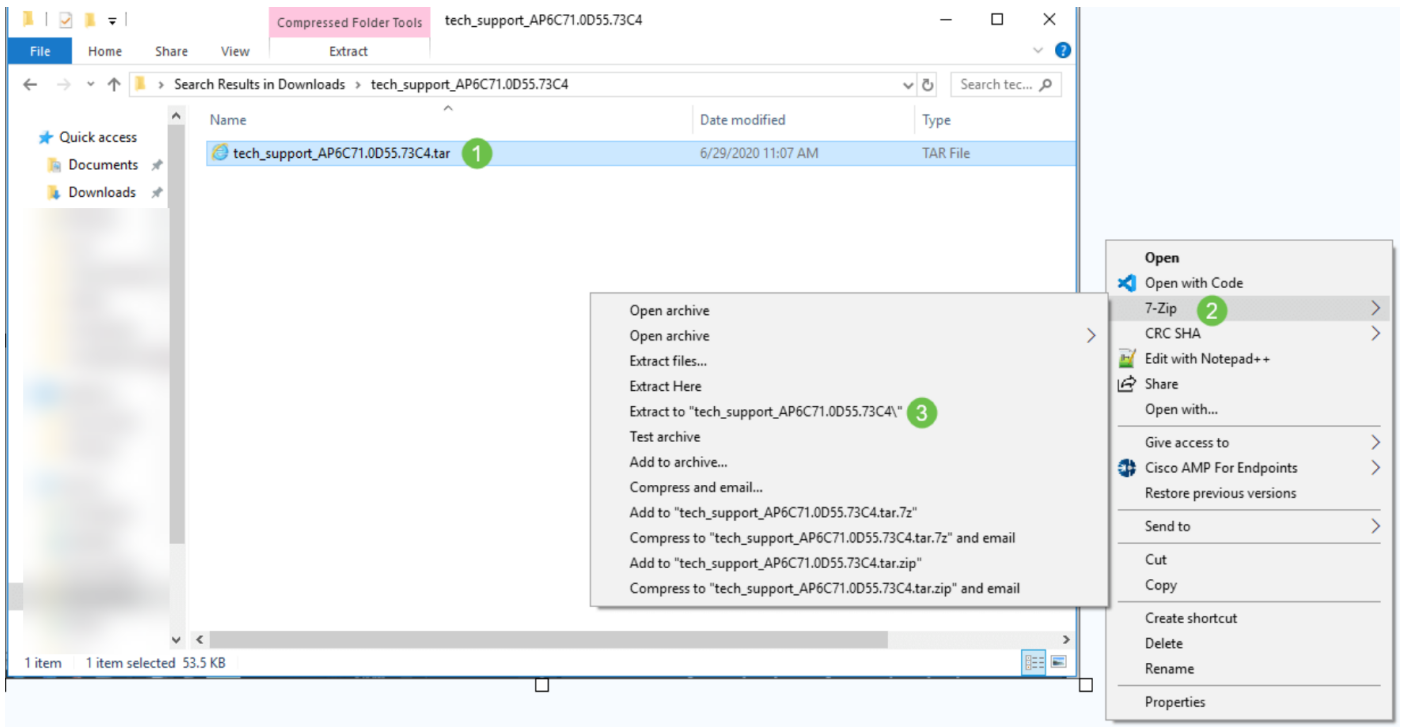 Compressed Folder Tools tech_support_AP6C71.0D55.73C4
File Home Share View Extract
Search Results in Downloads > tech_support_AP6C71.0D55.73C4 Search tec...
Name Date modified Type
Quick access
Documents
Downloads
tech_support_AP6C71.0D55.73C4.tar 1 6/29/2020 11:07 AM TAR File
Open
Open with Code
7-Zip 2
CRC SHA
Edit with Notepad++
Share
Open with...
Give access to
Cisco AMP For Endpoints
Restore previous versions
Send to
Cut
Copy
Create shortcut
Delete
Rename
Properties
Open archive
Open archive
Extract files...
Extract Here
Extract to "tech_support_AP6C71.0D55.73C4\" 3
Test archive
Add to archive...
Compress and email...
Add to "tech_support_AP6C71.0D55.73C4.tar.7z"
Compress to "tech_support_AP6C71.0D55.73C4.tar.7z" and email
Add to "tech_support_AP6C71.0D55.73C4.tar.zip"
Compress to "tech_support_AP6C71.0D55.73C4.tar.zip" and email
1 item 1 item selected 53.5 KB